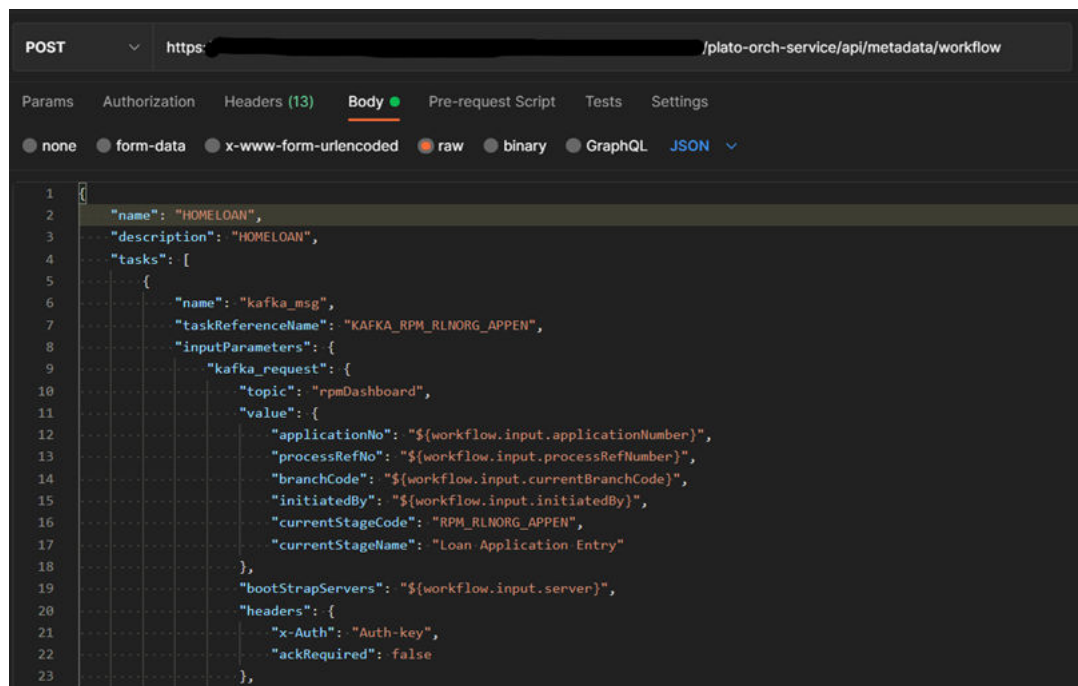 POST https: /plato-orch-service/api/metadata/workflow
Params Authorization Headers (13) Body Pre-request Script Tests Settings
none form-data x-www-form-urlencoded raw binary GraphQL JSON
1 {
2 "name": "HOMELOAN",
3 "description": "HOMELOAN",
4 "tasks": [
5 {
6 "name": "kafka_msg",
7 "taskReferenceName": "KAFKA_RPM_RLNORG_APPEN",
8 "inputParameters": {
9 "kafka_request": {
10 "topic": "rpmDashboard",
11 "value": {
12 "applicationNo": "${workflow.input.applicationNumber}",
13 "processRefNo": "${workflow.input.processRefNumber}",
14 "branchCode": "${workflow.input.currentBranchCode}",
15 "initiatedBy": "${workflow.input.initiatedBy}",
16 "currentStageCode": "RPM_RLNORG_APPEN",
17 "currentStageName": "Loan Application Entry"
18 },
19 "bootStrapServers": "${workflow.input.server}",
20 "headers": {
21 "x-Auth": "Auth-key",
22 "ackRequired": false
23 },